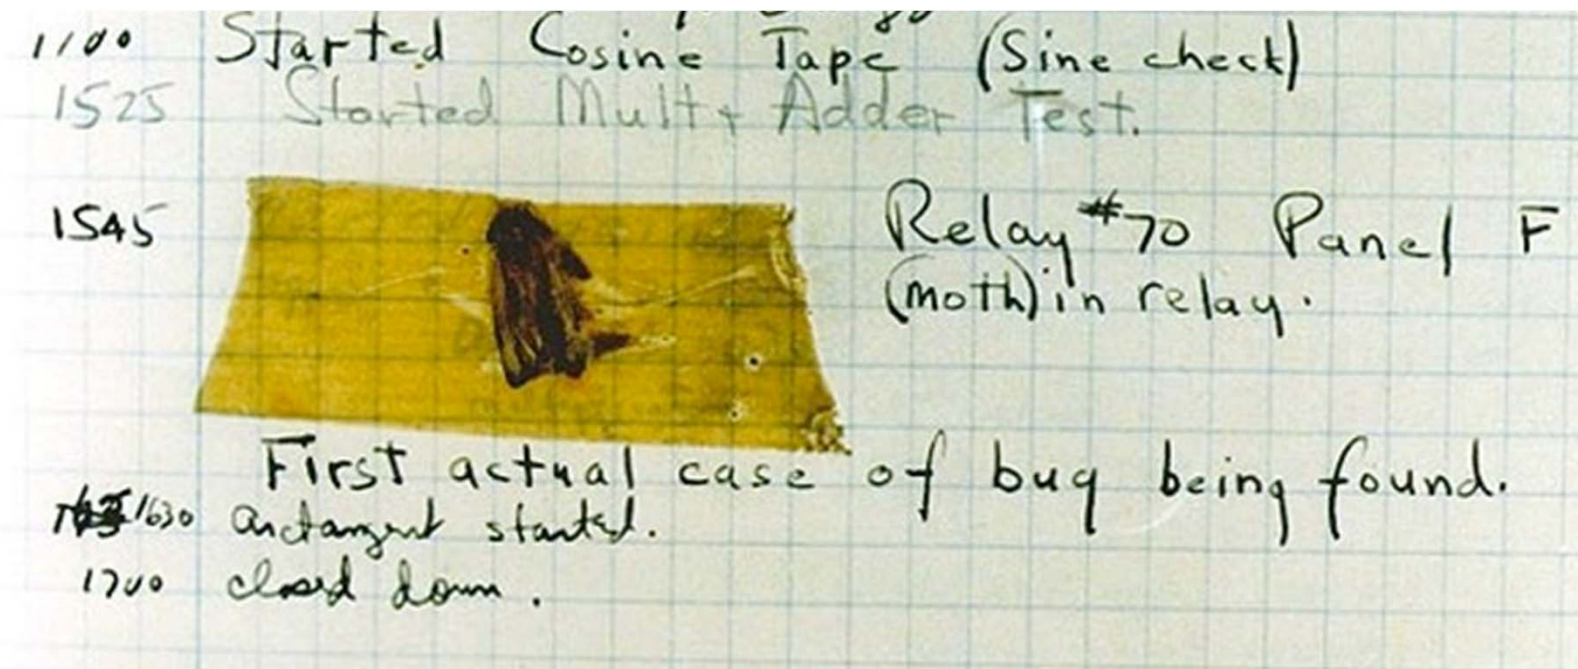 1100 Started Cosine Tape (Sine check)
1525 Started Mult + Adder Test.
1545 Relay #70 Panel F
(moth) in relay.
First actual case of bug being found.
1630 arctangent started.
1700 closed down.